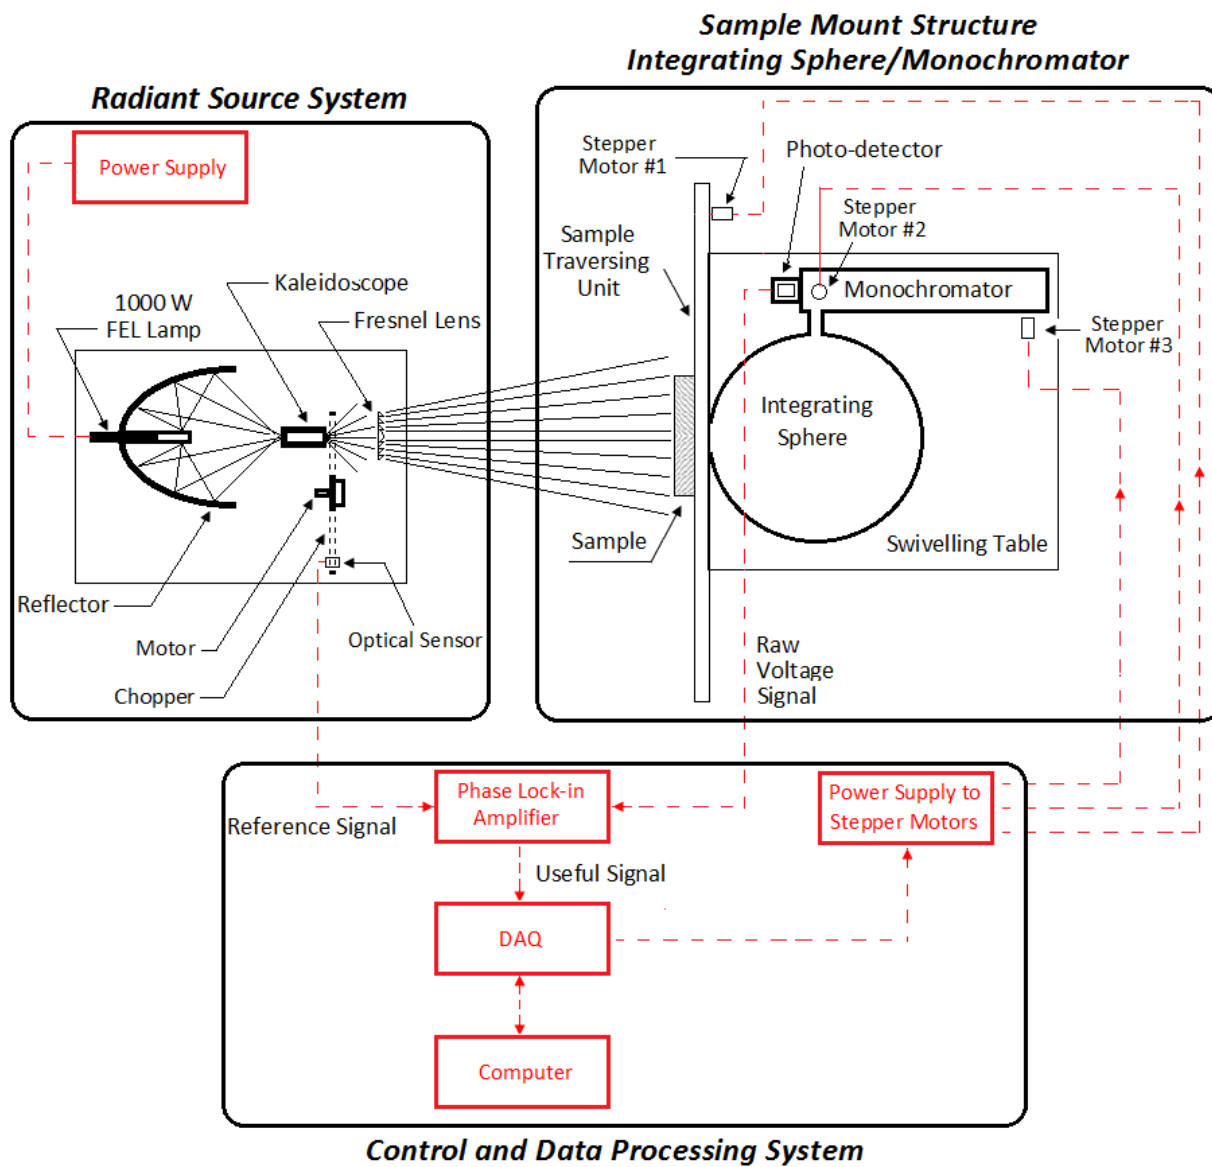 Sample Mount Structure
Integrating Sphere/Monochromator
Radiant Source System
Power Supply
Stepper
Motor #1
Photo-detector
Stepper
Motor #2
Sample
Traversing
Unit
Kaleidoscope
Monochromator
1000 W
FEL Lamp
Fresnel Lens
Stepper
Motor #3
Integrating
Sphere
Sample
Swivelling Table
Reflector
Motor
Optical Sensor
Chopper
Raw
Voltage
Signal
Phase Lock-in
Amplifier
Power Supply to
Stepper Motors
Reference Signal
Useful Signal
DAQ
Computer
Control and Data Processing System